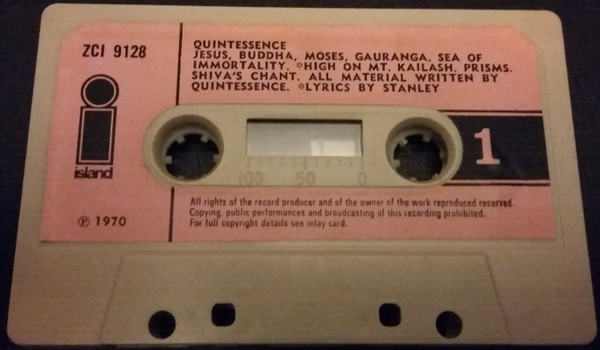 ZCI 9128
QUINTESSENCE
JESUS, BUDDHA, MOSES, GAURANGA. SEA OF
IMMORTALITY. °HIGH ON MT. KAILASH. PRISMS.
SHIVA'S CHANT. ALL MATERIAL WRITTEN BY
QUINTESSENCE. °LYRICS BY STANLEY
island
1
100 50 0
All rights of the record producer and of the owner of the work reproduced reserved.
Copying, public performances and broadcasting of this recording prohibited.
For full copyright details see inlay card.
℗ 1970